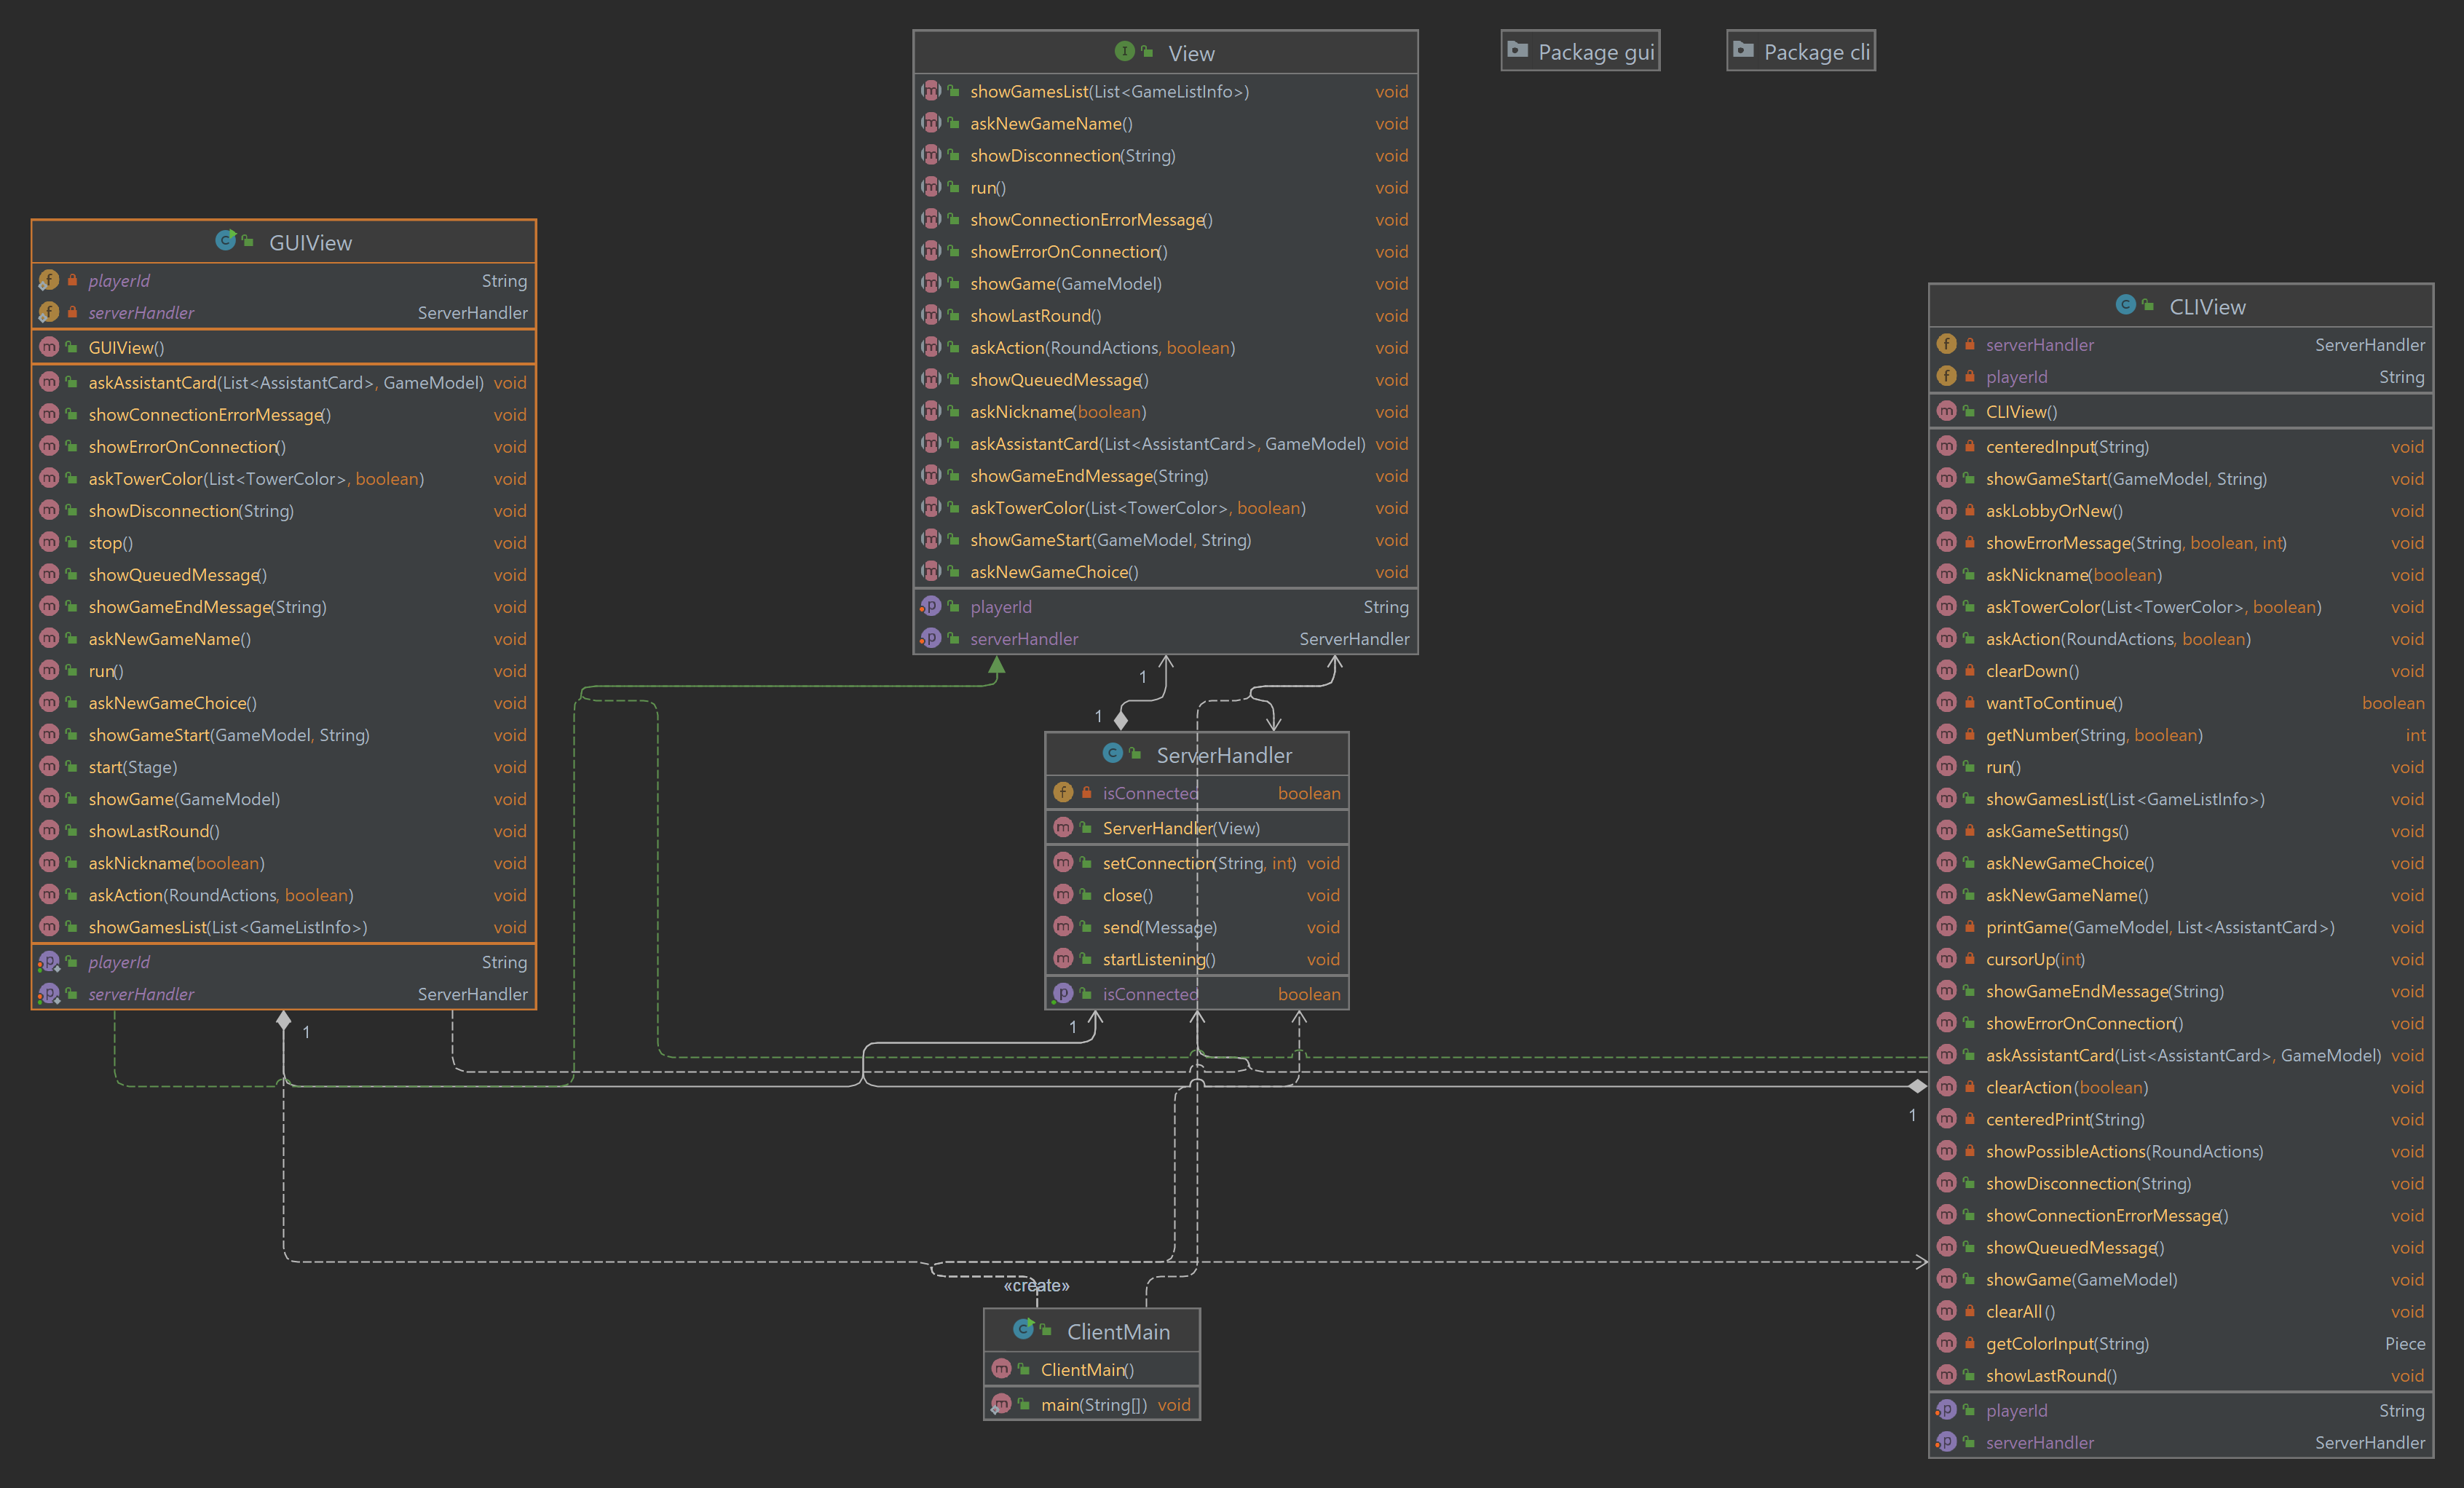 View
showGamesList(List<GameListInfo>) void
askNewGameName() void
showDisconnection(String) void
run() void
showConnectionErrorMessage() void
showErrorOnConnection() void
showGame(GameModel) void
showLastRound() void
askAction(RoundActions, boolean) void
showQueuedMessage() void
askNickname(boolean) void
askAssistantCard(List<AssistantCard>, GameModel) void
showGameEndMessage(String) void
askTowerColor(List<TowerColor>, boolean) void
showGameStart(GameModel, String) void
askNewGameChoice() void
playerId String
serverHandler ServerHandler
Package gui
Package cli
GUIView
playerId String
serverHandler ServerHandler
GUIView()
askAssistantCard(List<AssistantCard>, GameModel) void
showConnectionErrorMessage() void
showErrorOnConnection() void
askTowerColor(List<TowerColor>, boolean) void
showDisconnection(String) void
stop() void
showQueuedMessage() void
showGameEndMessage(String) void
askNewGameName() void
run() void
askNewGameChoice() void
showGameStart(GameModel, String) void
start(Stage) void
showGame(GameModel) void
showLastRound() void
askNickname(boolean) void
askAction(RoundActions, boolean) void
showGamesList(List<GameListInfo>) void
playerId String
serverHandler ServerHandler
1
1
1
ServerHandler
isConnected boolean
ServerHandler(View)
setConnection(String, int) void
close() void
send(Message) void
startListening() void
isConnected boolean
1
CLIView
serverHandler ServerHandler
playerId String
CLIView()
centeredInput(String) void
showGameStart(GameModel, String) void
askLobbyOrNew() void
showErrorMessage(String, boolean, int) void
askNickname(boolean) void
askTowerColor(List<TowerColor>, boolean) void
askAction(RoundActions, boolean) void
clearDown() void
wantToContinue() boolean
getNumber(String, boolean) int
run() void
showGamesList(List<GameListInfo>) void
askGameSettings() void
askNewGameChoice() void
askNewGameName() void
printGame(GameModel, List<AssistantCard>) void
cursorUp(int) void
showGameEndMessage(String) void
showErrorOnConnection() void
askAssistantCard(List<AssistantCard>, GameModel) void
clearAction(boolean) void
centeredPrint(String) void
showPossibleActions(RoundActions) void
showDisconnection(String) void
showConnectionErrorMessage() void
showQueuedMessage() void
showGame(GameModel) void
clearAll() void
getColorInput(String) Piece
showLastRound() void
playerId String
serverHandler ServerHandler
1
«create»
ClientMain
ClientMain()
main(String[]) void